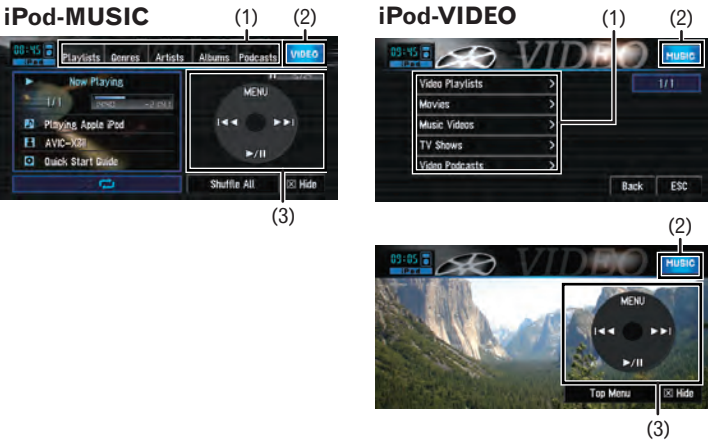 iPod-MUSIC
(1) (2)
00:45
iPod
Playlists Genres Artists Albums Podcasts VIDEO
Now Playing
1/1
MENU
Playing Apple iPod
AVIC-X3II
Quick Start Guide
Shuffle All Hide
(3)
iPod-VIDEO
(1) (2)
09:45
iPod
VIDEO
MUSIC
Video Playlists
1/1
Movies
Music Videos
TV Shows
Video Podcasts
Back ESC
(2)
09:05
iPod
VIDEO
MUSIC
MENU
Top Menu Hide
(3)